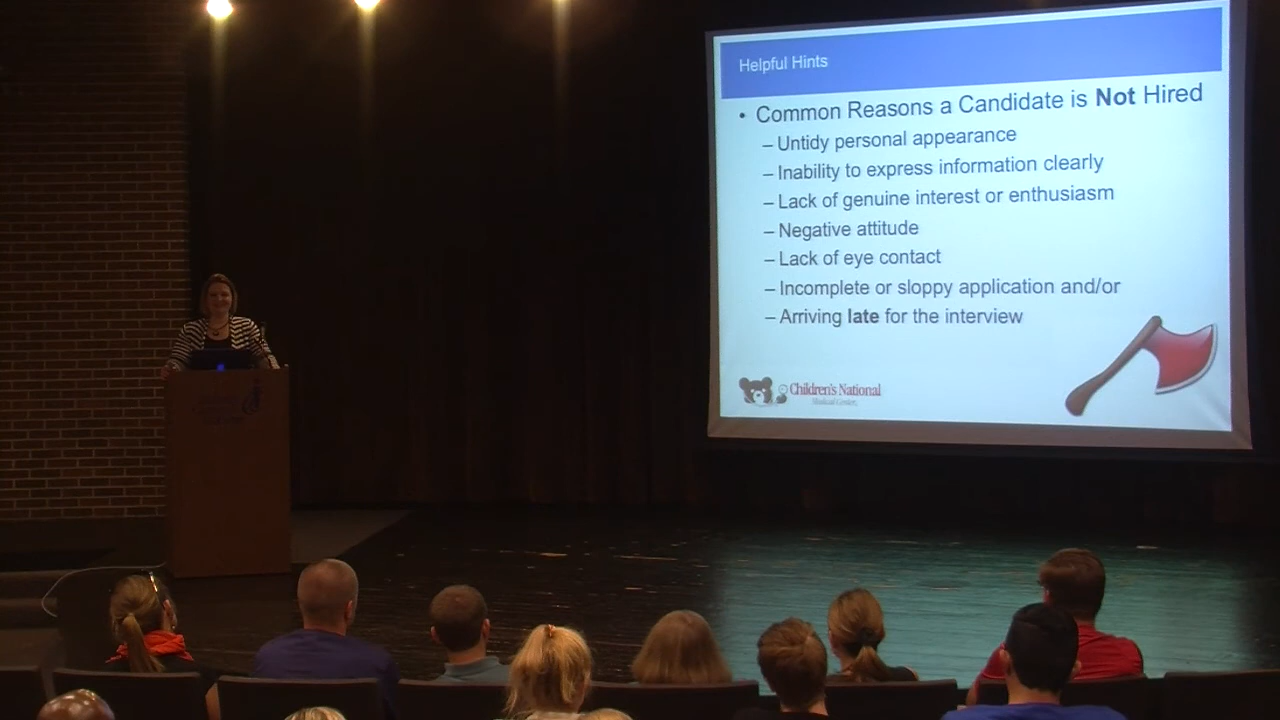 Helpful Hints
• Common Reasons a Candidate is Not Hired
– Untidy personal appearance
– Inability to express information clearly
– Lack of genuine interest or enthusiasm
– Negative attitude
– Lack of eye contact
– Incomplete or sloppy application and/or
– Arriving late for the interview
Children's National
Medical Center